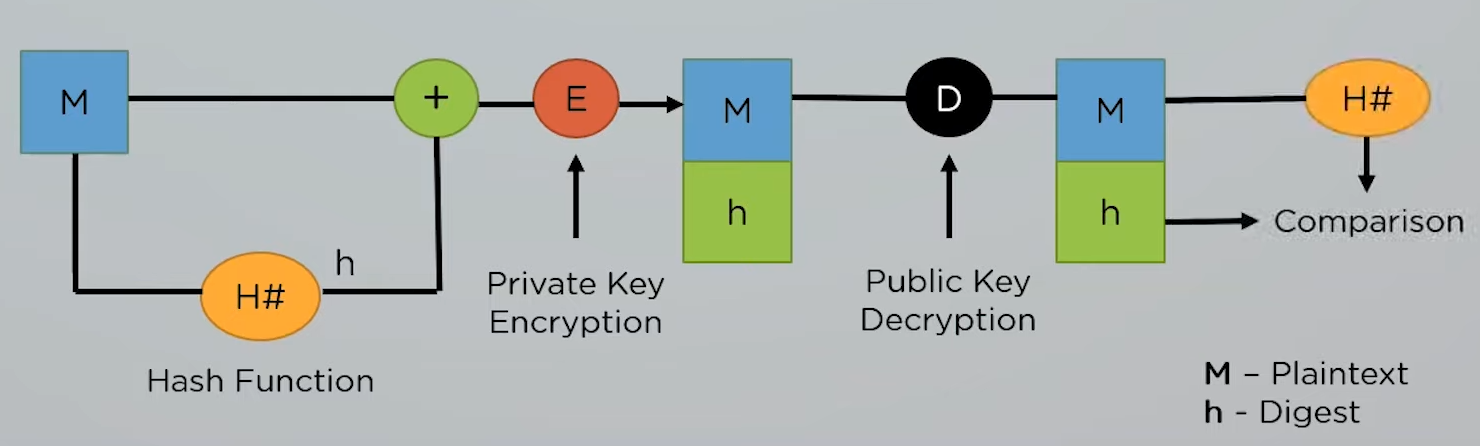 M
+
E
M
h
D
M
h
H#
Comparison
h
H#
Hash Function
Private Key
Encryption
Public Key
Decryption
M – Plaintext
h - Digest